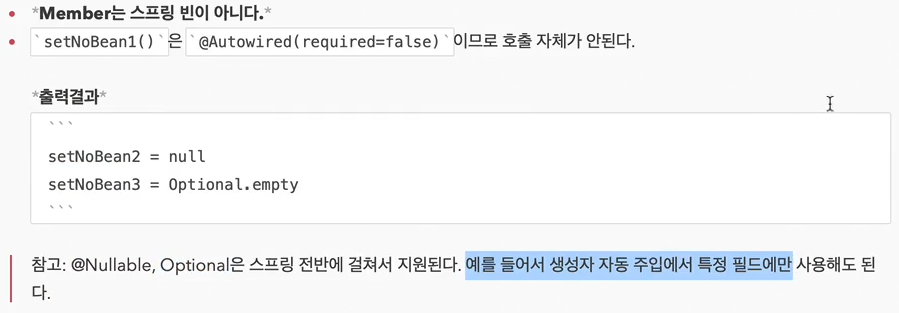 *Member는 스프링 빈이 아니다.*
`setNoBean1()`은 `@Autowired(required=false)`이므로 호출 자체가 안된다.
*출력결과*
```
setNoBean2 = null
setNoBean3 = Optional.empty
```
참고: @Nullable, Optional은 스프링 전반에 걸쳐서 지원된다. 예를 들어서 생성자 자동 주입에서 특정 필드에만 사용해도 된
다.